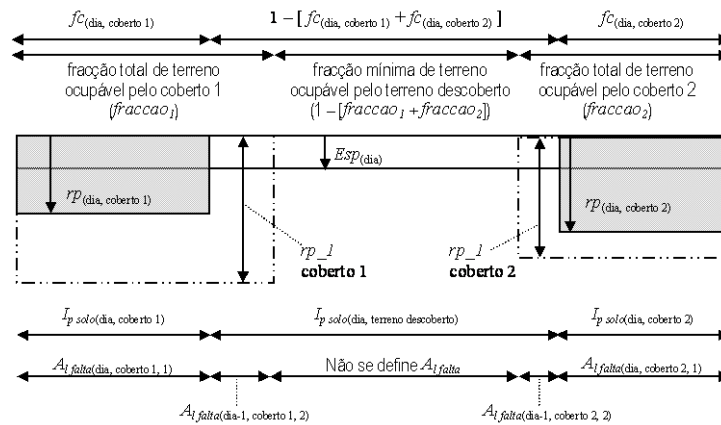 fc(dia, coberto 1)
1 – [ fc(dia, coberto 1) + fc(dia, coberto 2) ]
fc(dia, coberto 2)
fracção total de terreno
ocupável pelo coberto 1
(fraccao1)
fracção mínima de terreno
ocupável pelo terreno descoberto
(1 – [fraccao1 + fraccao2])
fracção total de terreno
ocupável pelo coberto 2
(fraccao2)
Esp(dia)
rp(dia, coberto 1)
rp(dia, coberto 2)
rp_1
coberto 1
rp_1
coberto 2
Ip solo(dia, coberto 1)
Ip solo(dia, terreno descoberto)
Ip solo(dia, coberto 2)
Al falta(dia, coberto 1, 1)
Não se define Al falta
Al falta(dia, coberto 2, 1)
Al falta(dia-1, coberto 1, 2)
Al falta(dia-1, coberto 2, 2)